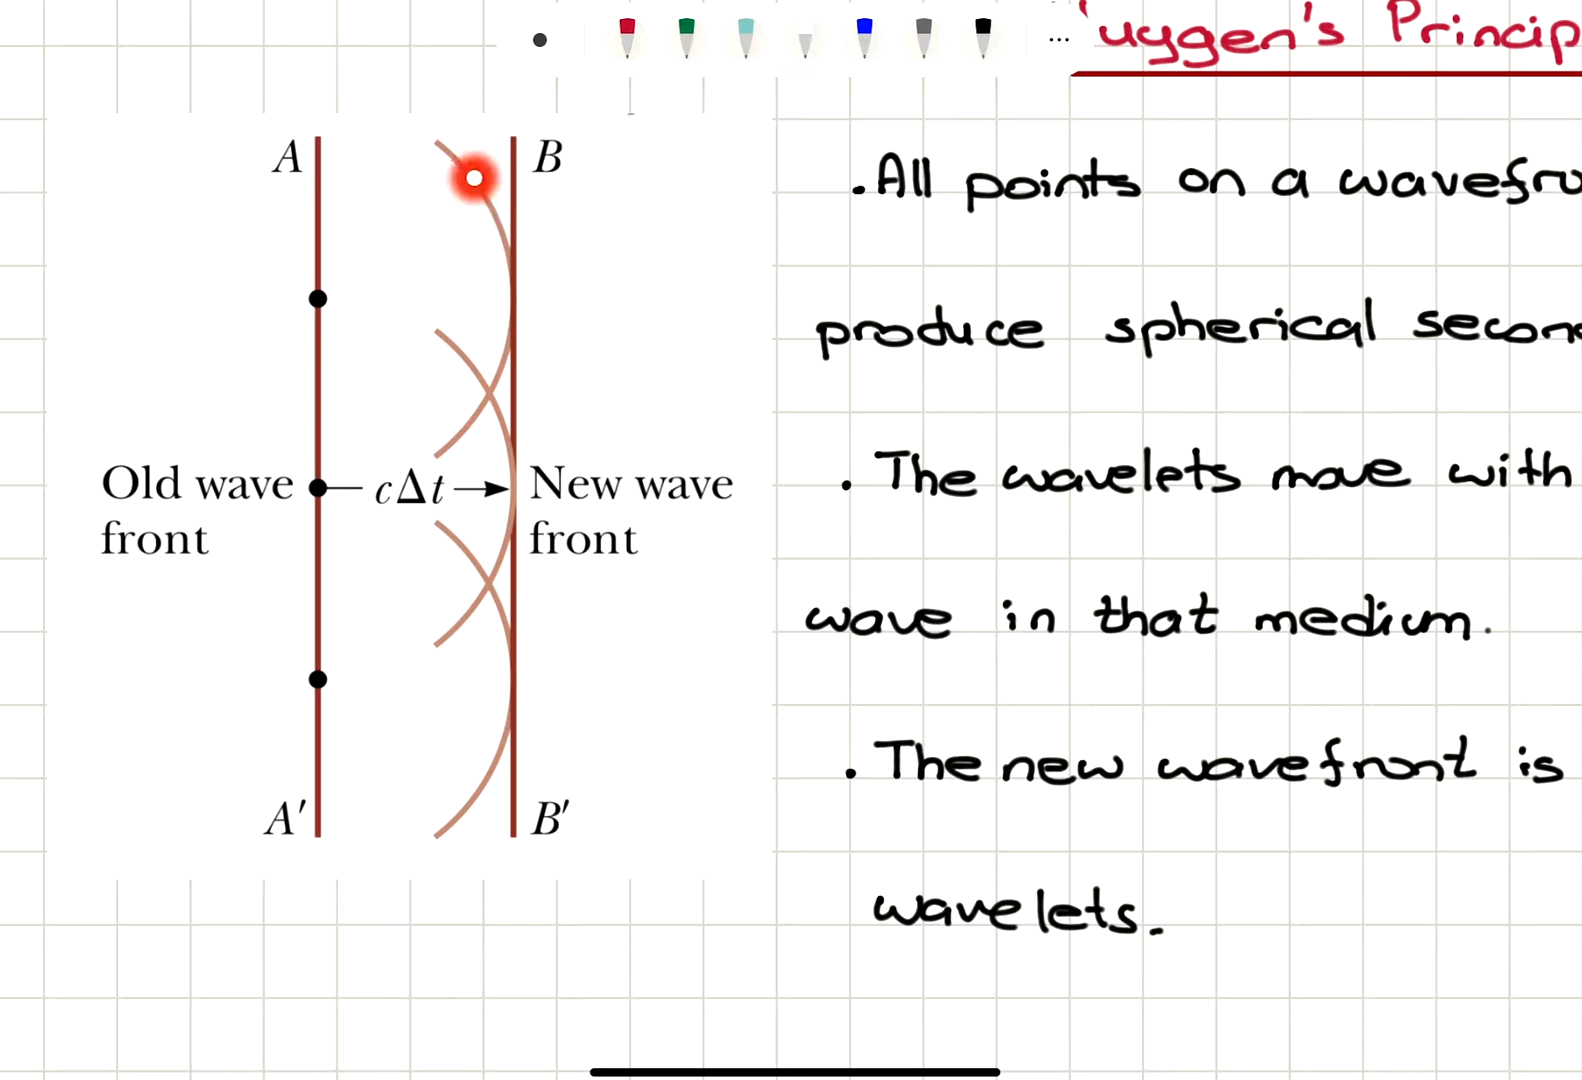 uygen's Princip
A
B
.All points on a wavefro
produce spherical secon
Old wave
cΔt
New wave
front
front
. The wavelets move with
wave in that medium.
. The new wavefront is
A'
B'
wavelets.